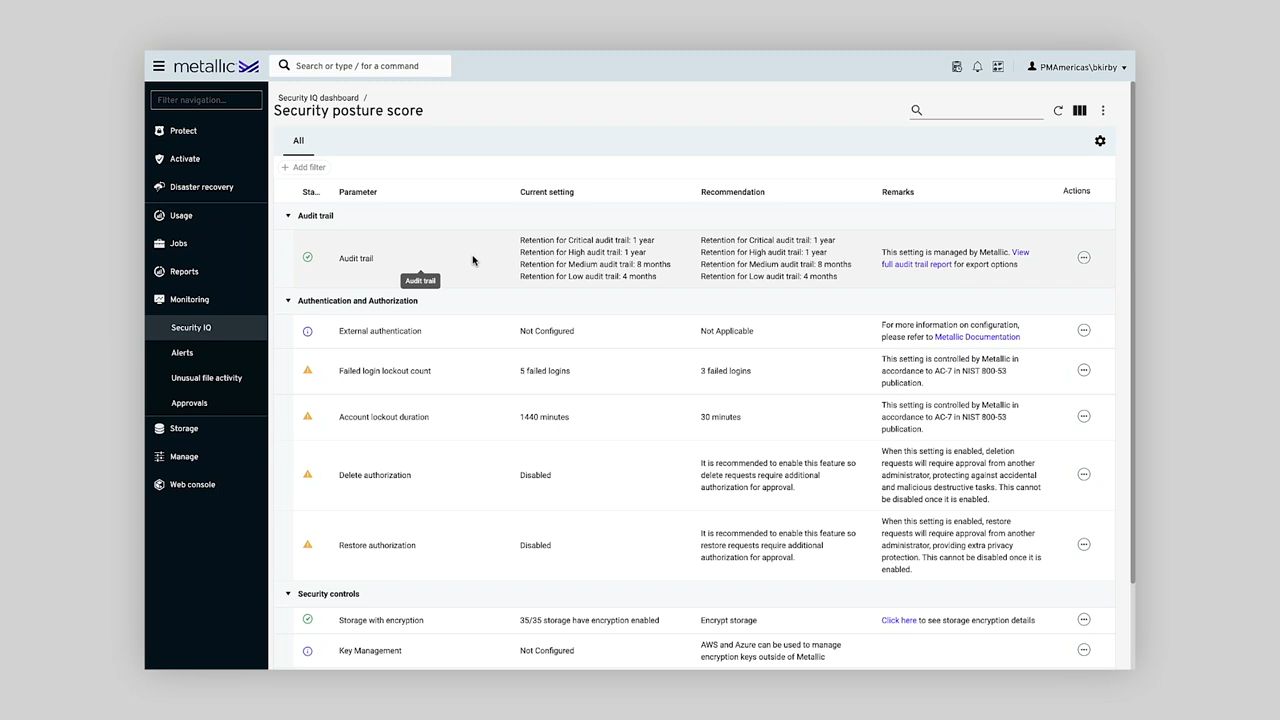 metallic
Search or type / for a command
PMAmericas\bkirby
Filter navigation...
Protect
Activate
Disaster recovery
Usage
Jobs
Reports
Monitoring
Security IQ
Alerts
Unusual file activity
Approvals
Storage
Manage
Web console
Security IQ dashboard /
Security posture score
All
+ Add filter
Sta... Parameter Current setting Recommendation Remarks Actions
Audit trail
Audit trail
Audit trail
Retention for Critical audit trail: 1 year
Retention for High audit trail: 1 year
Retention for Medium audit trail: 8 months
Retention for Low audit trail: 4 months
Retention for Critical audit trail: 1 year
Retention for High audit trail: 1 year
Retention for Medium audit trail: 8 months
Retention for Low audit trail: 4 months
This setting is managed by Metallic. View
full audit trail report for export options
Authentication and Authorization
External authentication
Not Configured
Not Applicable
For more information on configuration,
please refer to Metallic Documentation
Failed login lockout count
5 failed logins
3 failed logins
This setting is controlled by Metallic in
accordance to AC-7 in NIST 800-53
publication.
Account lockout duration
1440 minutes
30 minutes
This setting is controlled by Metallic in
accordance to AC-7 in NIST 800-53
publication.
Delete authorization
Disabled
It is recommended to enable this feature so
delete requests require additional
authorization for approval.
When this setting is enabled, deletion
requests will require approval from another
administrator, protecting against accidental
and malicious destructive tasks. This cannot
be disabled once it is enabled.
Restore authorization
Disabled
It is recommended to enable this feature so
restore requests require additional
authorization for approval.
When this setting is enabled, restore
requests will require approval from another
administrator, providing extra privacy
protection. This cannot be disabled once it is
enabled.
Security controls
Storage with encryption
35/35 storage have encryption enabled
Encrypt storage
Click here to see storage encryption details
Key Management
Not Configured
AWS and Azure can be used to manage
encryption keys outside of Metallic